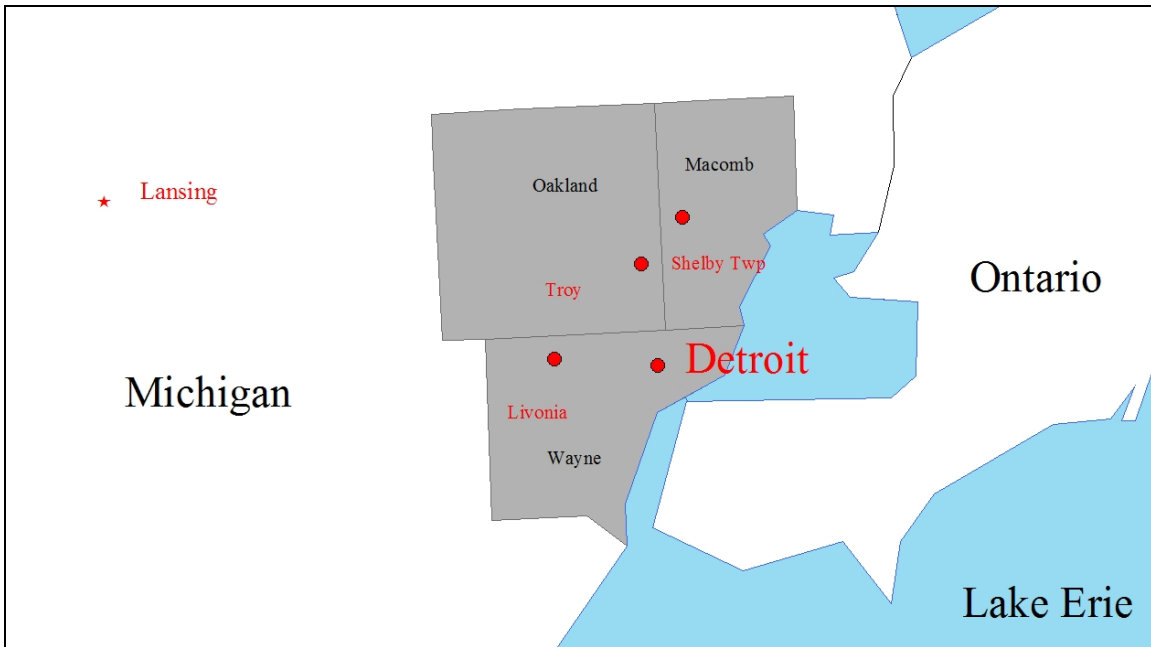 Macomb
Oakland
Lansing
Shelby Twp
Ontario
Troy
Detroit
Michigan
Livonia
Wayne
Lake Erie